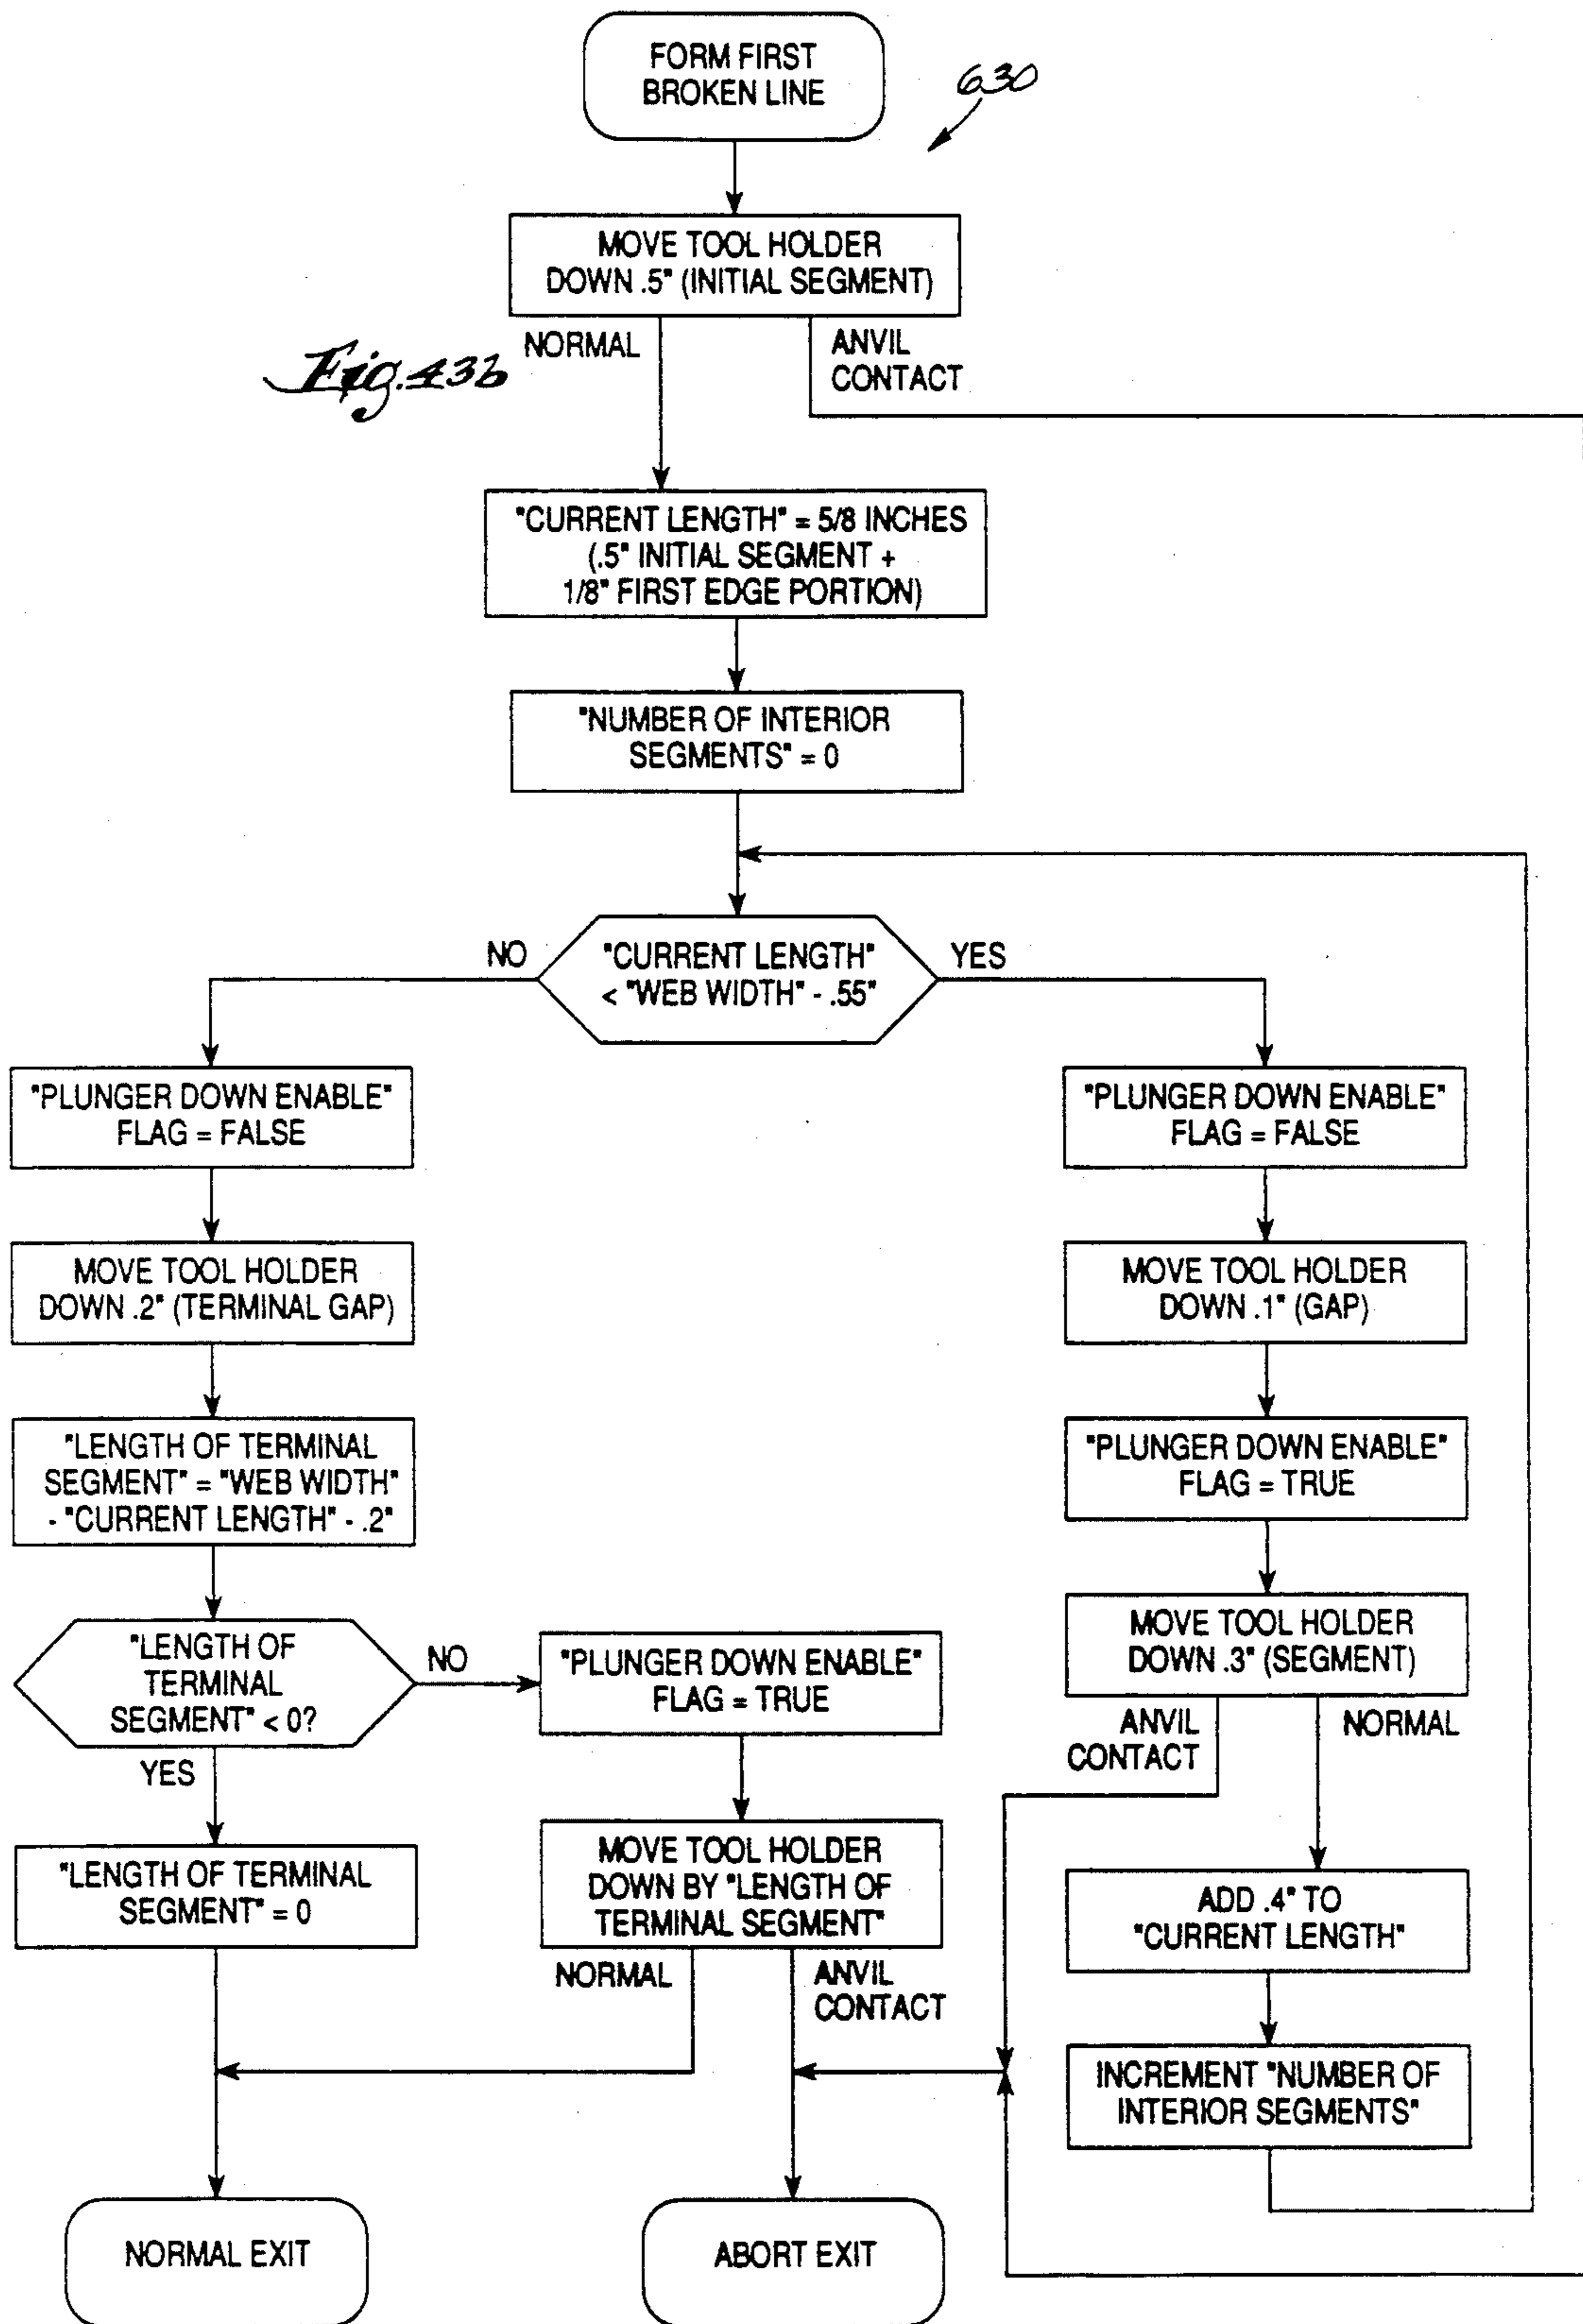 FORM FIRST
BROKEN LINE
630
MOVE TOOL HOLDER
DOWN .5" (INITIAL SEGMENT)
Fig. 43b
NORMAL
ANVIL
CONTACT
"CURRENT LENGTH" = 5/8 INCHES
(.5" INITIAL SEGMENT +
1/8" FIRST EDGE PORTION)
"NUMBER OF INTERIOR
SEGMENTS" = 0
NO
"CURRENT LENGTH"
< "WEB WIDTH" - .55"
YES
"PLUNGER DOWN ENABLE"
FLAG = FALSE
MOVE TOOL HOLDER
DOWN .2" (TERMINAL GAP)
"LENGTH OF TERMINAL
SEGMENT" = "WEB WIDTH"
- "CURRENT LENGTH" - .2"
"LENGTH OF
TERMINAL
SEGMENT" < 0?
NO
YES
"LENGTH OF TERMINAL
SEGMENT" = 0
"PLUNGER DOWN ENABLE"
FLAG = TRUE
MOVE TOOL HOLDER
DOWN BY "LENGTH OF
TERMINAL SEGMENT"
NORMAL
ANVIL
CONTACT
"PLUNGER DOWN ENABLE"
FLAG = FALSE
MOVE TOOL HOLDER
DOWN .1" (GAP)
"PLUNGER DOWN ENABLE"
FLAG = TRUE
MOVE TOOL HOLDER
DOWN .3" (SEGMENT)
ANVIL
CONTACT
NORMAL
ADD .4" TO
"CURRENT LENGTH"
INCREMENT "NUMBER OF
INTERIOR SEGMENTS"
NORMAL EXIT
ABORT EXIT